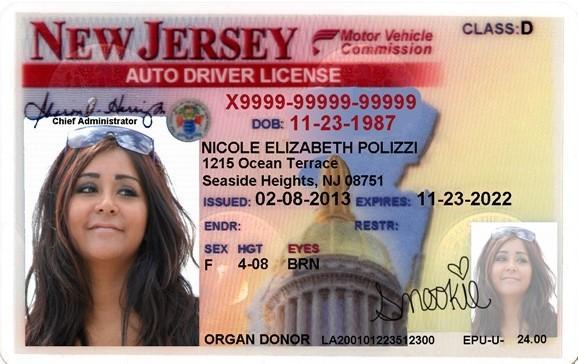 NEW JERSEY
Motor Vehicle
Commission
CLASS:D
AUTO DRIVER LICENSE
Chief Administrator
X9999-99999-99999
DOB: 11-23-1987
NICOLE ELIZABETH POLIZZI
1215 Ocean Terrace
Seaside Heights, NJ 08751
ISSUED: 02-08-2013 EXPIRES: 11-23-2022
ENDR: RESTR:
SEX HGT EYES
F 4-08 BRN
Snookie
ORGAN DONOR LA200101223512300 EPU-U- 24.00